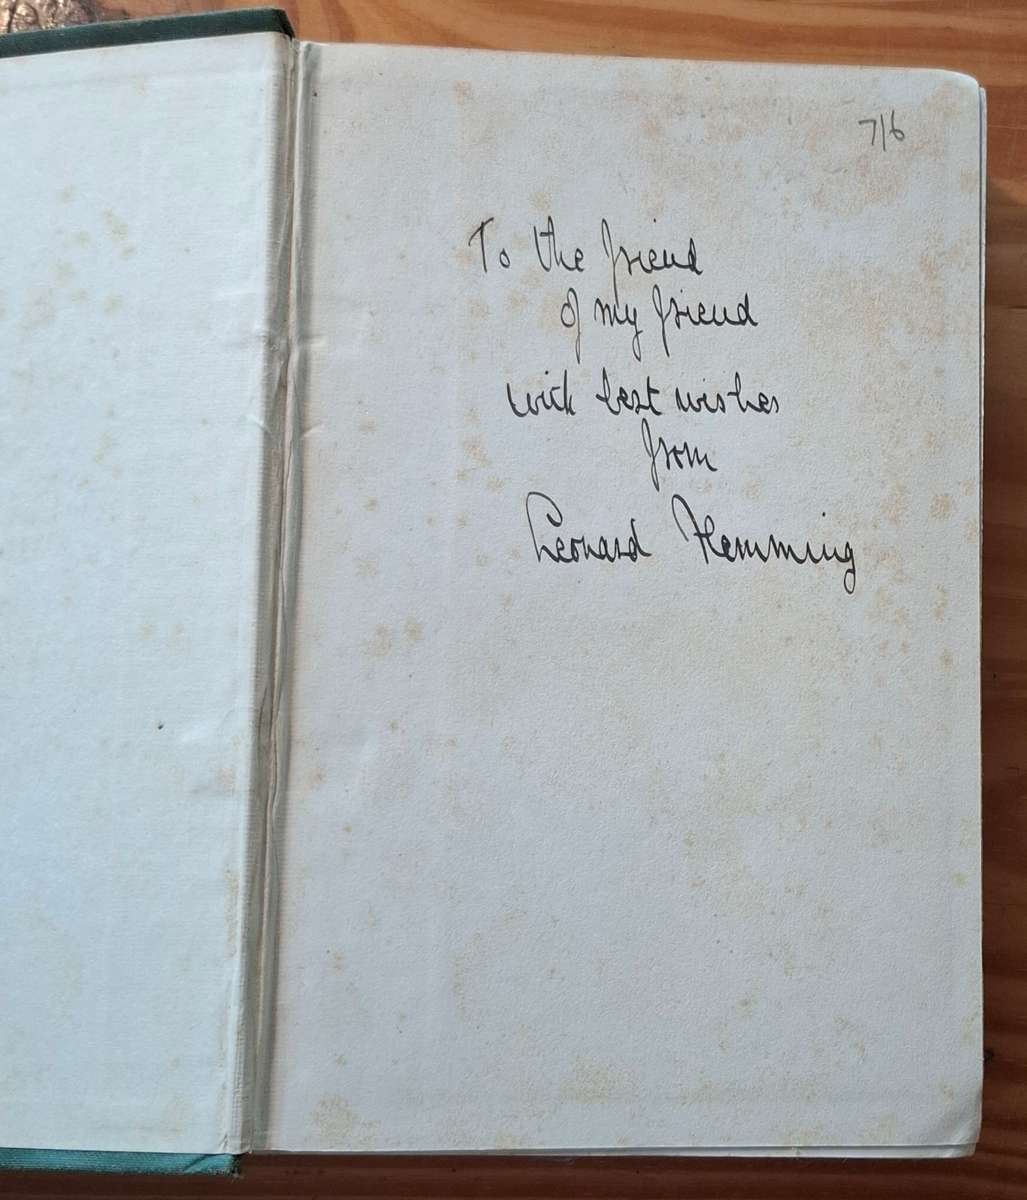 7/6
To the friend
of my friend
with best wishes
from
Leonard Flemming